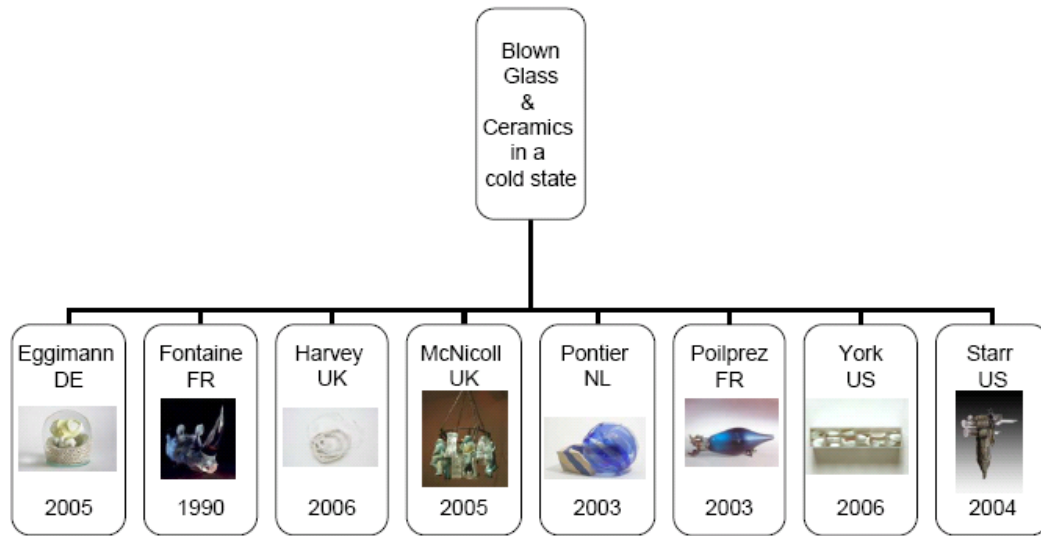 Blown
Glass
&
Ceramics
in a
cold state
Eggimann
DE
2005
Fontaine
FR
1990
Harvey
UK
2006
McNicoll
UK
2005
Pontier
NL
2003
Poilprez
FR
2003
York
US
2006
Starr
US
2004